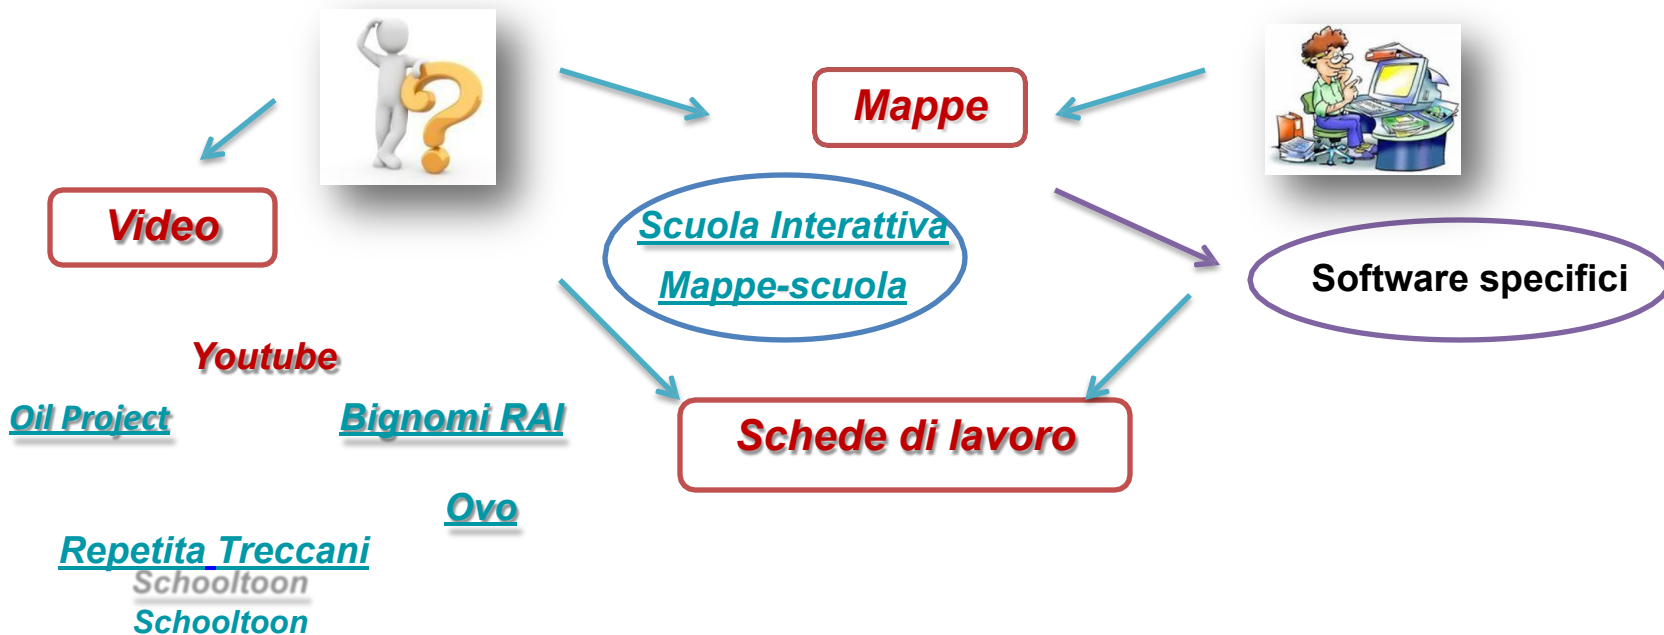 Mappe
Video
Scuola Interattiva
Mappe-scuola
Software specifici
Youtube
Oil Project
Bignomi RAI
Schede di lavoro
Ovo
Repetita Treccani
Schooltoon
Schooltoon